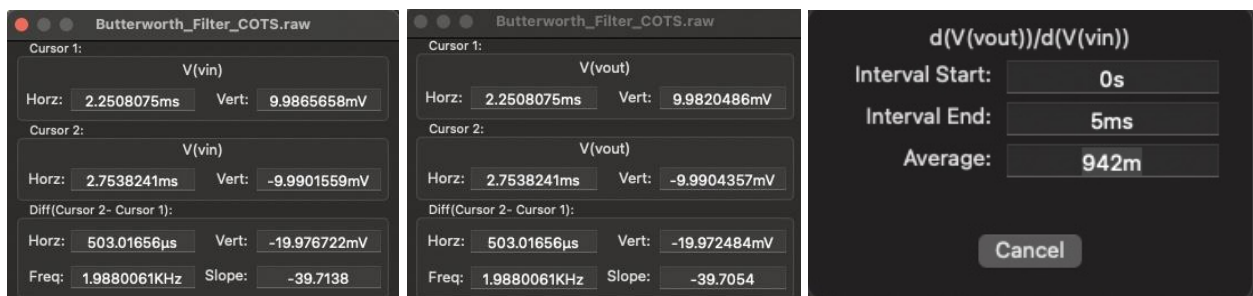 Butterworth_Filter_COTS.raw
Cursor 1:
V(vin)
Horz: 2.2508075ms Vert: 9.9865658mV
Cursor 2:
V(vin)
Horz: 2.7538241ms Vert: -9.9901559mV
Diff(Cursor 2- Cursor 1):
Horz: 503.01656µs Vert: -19.976722mV
Freq: 1.9880061KHz Slope: -39.7138
Butterworth_Filter_COTS.raw
Cursor 1:
V(vout)
Horz: 2.2508075ms Vert: 9.9820486mV
Cursor 2:
V(vout)
Horz: 2.7538241ms Vert: -9.9904357mV
Diff(Cursor 2- Cursor 1):
Horz: 503.01656µs Vert: -19.972484mV
Freq: 1.9880061KHz Slope: -39.7054
d(V(vout))/d(V(vin))
Interval Start: 0s
Interval End: 5ms
Average: 942m
Cancel